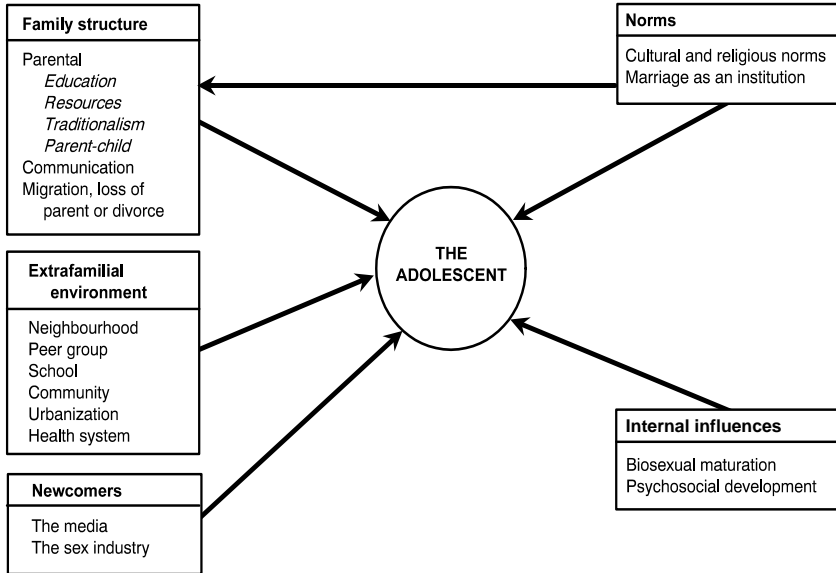 Family structure
Parental
Education
Resources
Traditionalism
Parent-child
Communication
Migration, loss of
parent or divorce
Norms
Cultural and religious norms
Marriage as an institution
THE
ADOLESCENT
Extrafamilial
environment
Neighbourhood
Peer group
School
Community
Urbanization
Health system
Internal influences
Biosexual maturation
Psychosocial development
Newcomers
The media
The sex industry